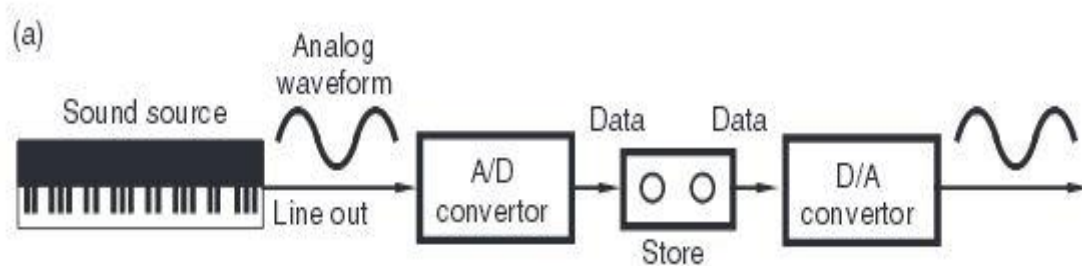 (a)
Sound source
Analog
waveform
Line out
A/D
convertor
Data
Data
Store
D/A
convertor